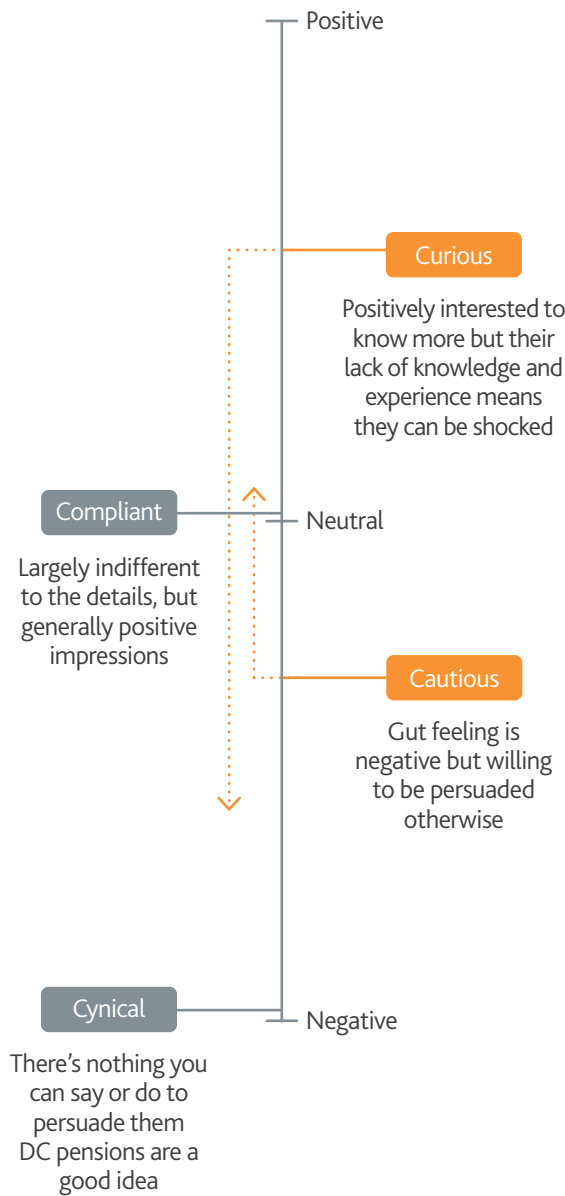 Positive
Curious
Positively interested to
know more but their
lack of knowledge and
experience means
they can be shocked
Compliant
Neutral
Largely indifferent
to the details, but
generally positive
impressions
Cautious
Gut feeling is
negative but willing
to be persuaded
otherwise
Cynical
Negative
There’s nothing you
can say or do to
persuade them
DC pensions are a
good idea